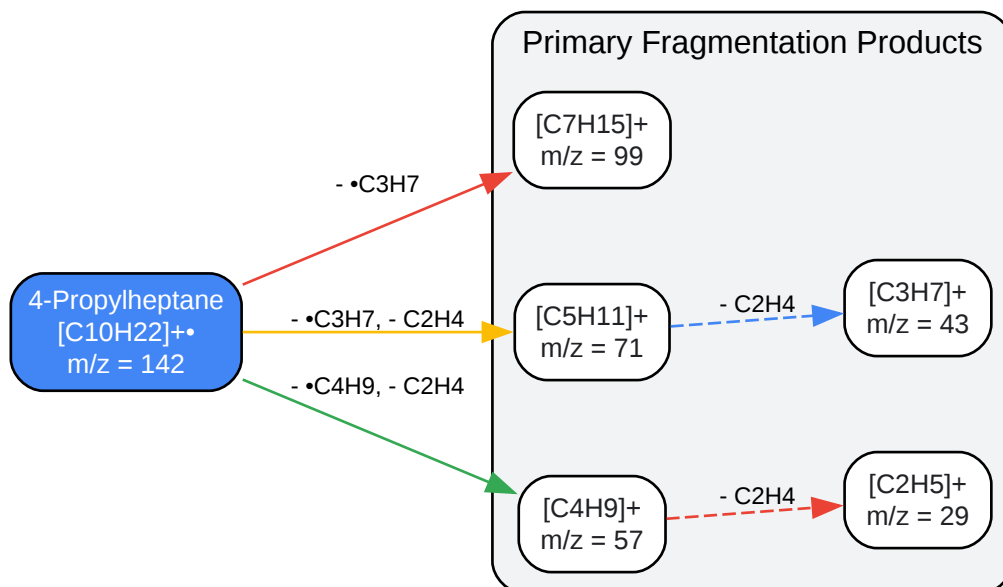 Primary Fragmentation Products
[C7H15]+
m/z = 99
- •C3H7
4-Propylheptane
[C10H22]+•
m/z = 142
- •C3H7, - C2H4
[C5H11]+
m/z = 71
- C2H4
[C3H7]+
m/z = 43
- •C4H9, - C2H4
[C4H9]+
m/z = 57
- C2H4
[C2H5]+
m/z = 29